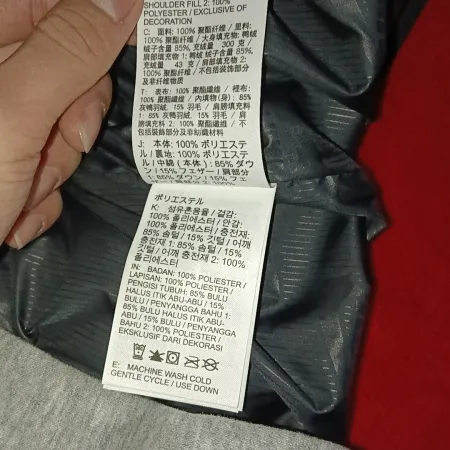 SHOULDER FILL 2: 100%
POLYESTER / EXCLUSIVE OF
DECORATION
C: 面料: 100% 聚酯纤维 / 里料:
100% 聚酯纤维 / 大身填充物: 鸭绒
绒子含量 85%, 充绒量 300 克 /
肩部填充物 1: 鸭绒 绒子含量 85%,
充绒量 43 克 / 肩部填充物 2:
100% 聚酯纤维 / 不包括装饰部分
及非纤维物质
T: 表布: 100% 聚酯纖維 / 裡布:
100% 聚酯纖維 / 內填物(身): 85%
灰鴨羽絨, 15% 羽毛 / 肩膀填充料
1: 85% 灰鴨羽絨, 15% 羽毛 / 肩
膀填充料 2: 100% 聚酯纖維 / 不
包括裝飾部分及非紡織材料
J: 本体: 100% ポリエステ
ル / 裏地: 100% ポリエステ
ル / 中綿 (本体): 85% ダウ
ン / 15% フェザー / 肩部分
ポリエステル
K: 섬유혼용율 / 겉감:
100% 폴리에스터 / 안감:
100% 폴리에스터 / 충전재:
85% 솜털 / 15% 깃털 / 어깨
충전재 1: 85% 솜털 / 15%
깃털 / 어깨 충전재 2: 100%
폴리에스터
IN: BADAN: 100% POLIESTER /
LAPISAN: 100% POLIESTER /
PENGISI TUBUH: 85% BULU
HALUS ITIK ABU-ABU / 15%
BULU / PENYANGGA BAHU 1:
85% BULU HALUS ITIK ABU-
ABU / 15% BULU / PENYANGGA
BAHU 2: 100% POLIESTER /
EKSKLUSIF DARI DEKORASI
E: MACHINE WASH COLD
GENTLE CYCLE / USE DOWN